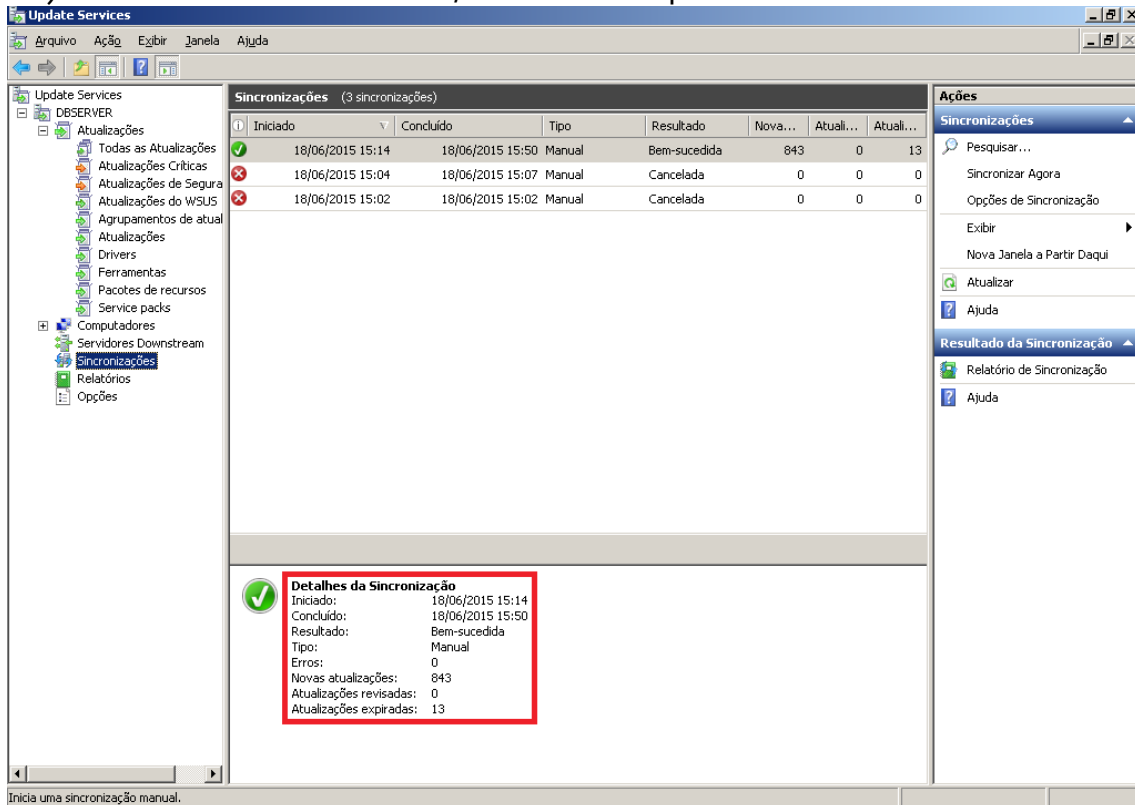 Update Services
Arquivo Ação Exibir Janela Ajuda
Update Services
DBSERVER
Atualizações
Todas as Atualizações
Atualizações Críticas
Atualizações de Segura
Atualizações do WSUS
Agrupamentos de atual
Atualizações
Drivers
Ferramentas
Pacotes de recursos
Service packs
Computadores
Servidores Downstream
Sincronizações
Relatórios
Opções
Sincronizações (3 sincronizações)
Iniciado Concluído Tipo Resultado Nova... Atuali... Atuali...
18/06/2015 15:14 18/06/2015 15:50 Manual Bem-sucedida 843 0 13
18/06/2015 15:04 18/06/2015 15:07 Manual Cancelada 0 0 0
18/06/2015 15:02 18/06/2015 15:02 Manual Cancelada 0 0 0
Detalhes da Sincronização
Iniciado: 18/06/2015 15:14
Concluído: 18/06/2015 15:50
Resultado: Bem-sucedida
Tipo: Manual
Erros: 0
Novas atualizações: 843
Atualizações revisadas: 0
Atualizações expiradas: 13
Ações
Sincronizações
Pesquisar...
Sincronizar Agora
Opções de Sincronização
Exibir
Nova Janela a Partir Daqui
Atualizar
Ajuda
Resultado da Sincronização
Relatório de Sincronização
Ajuda
Inicia uma sincronização manual.